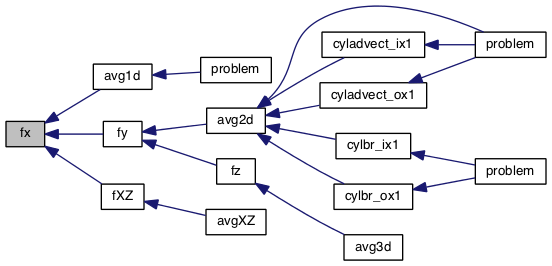 fx
avg1d
problem
fy
fXZ
avg2d
fz
avgXZ
cyladvect_ix1
cyladvect_ox1
cylbr_ix1
cylbr_ox1
avg3d
problem
problem